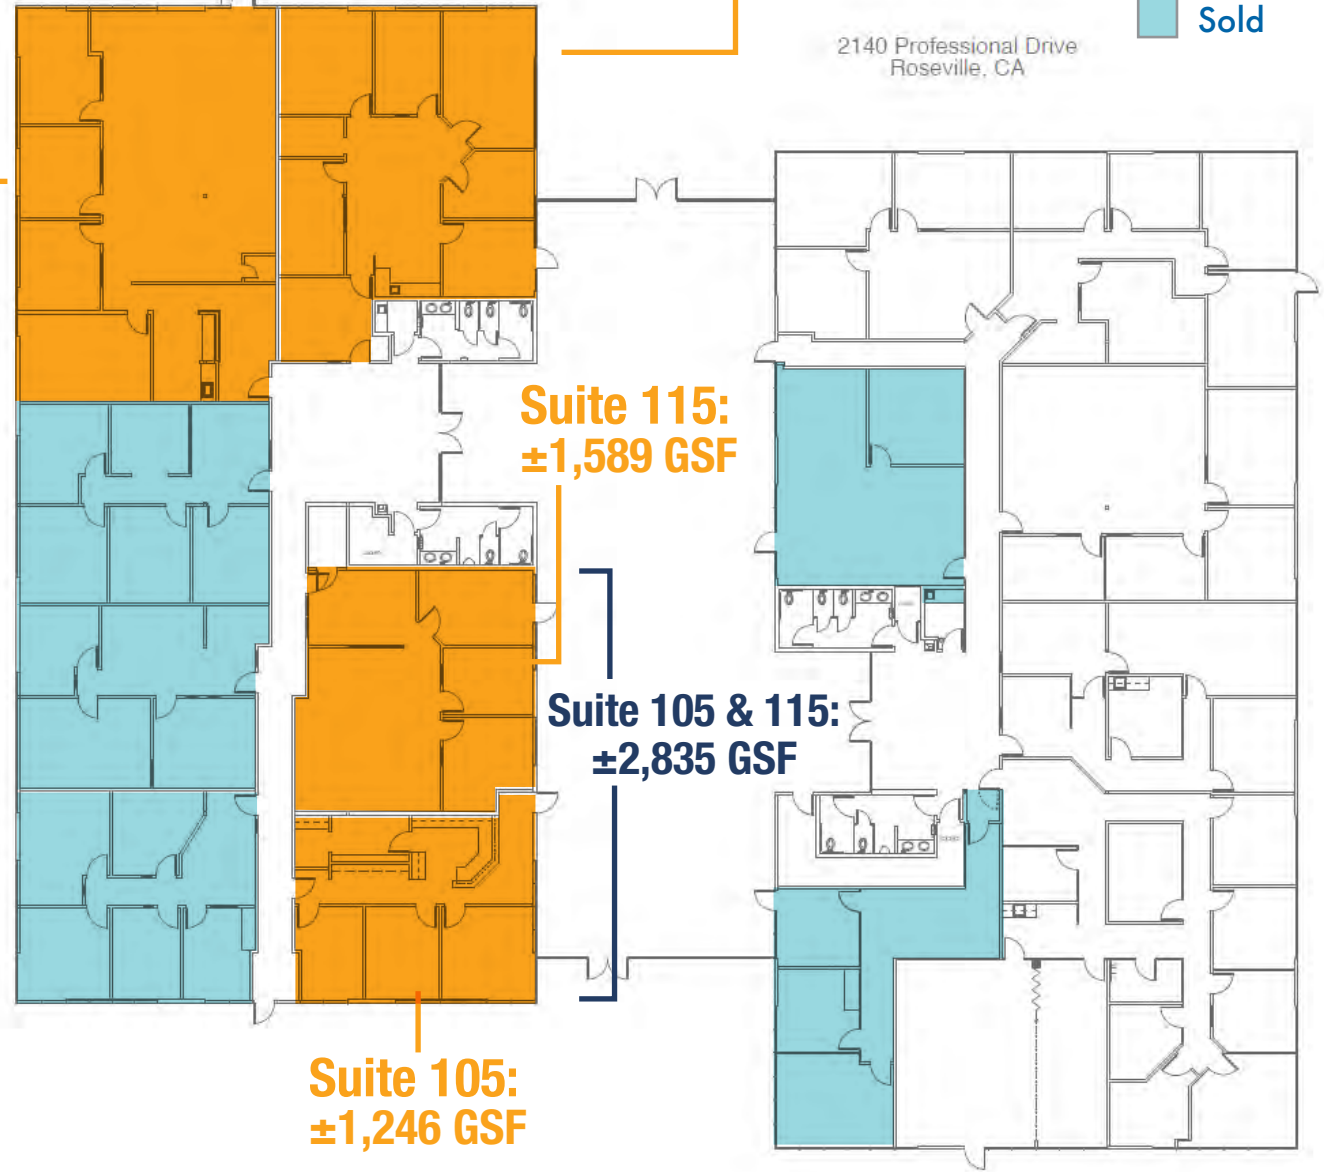 Sold
2140 Professional Drive
Roseville, CA
Suite 115:
±1,589 GSF
Suite 105 & 115:
±2,835 GSF
Suite 105:
±1,246 GSF